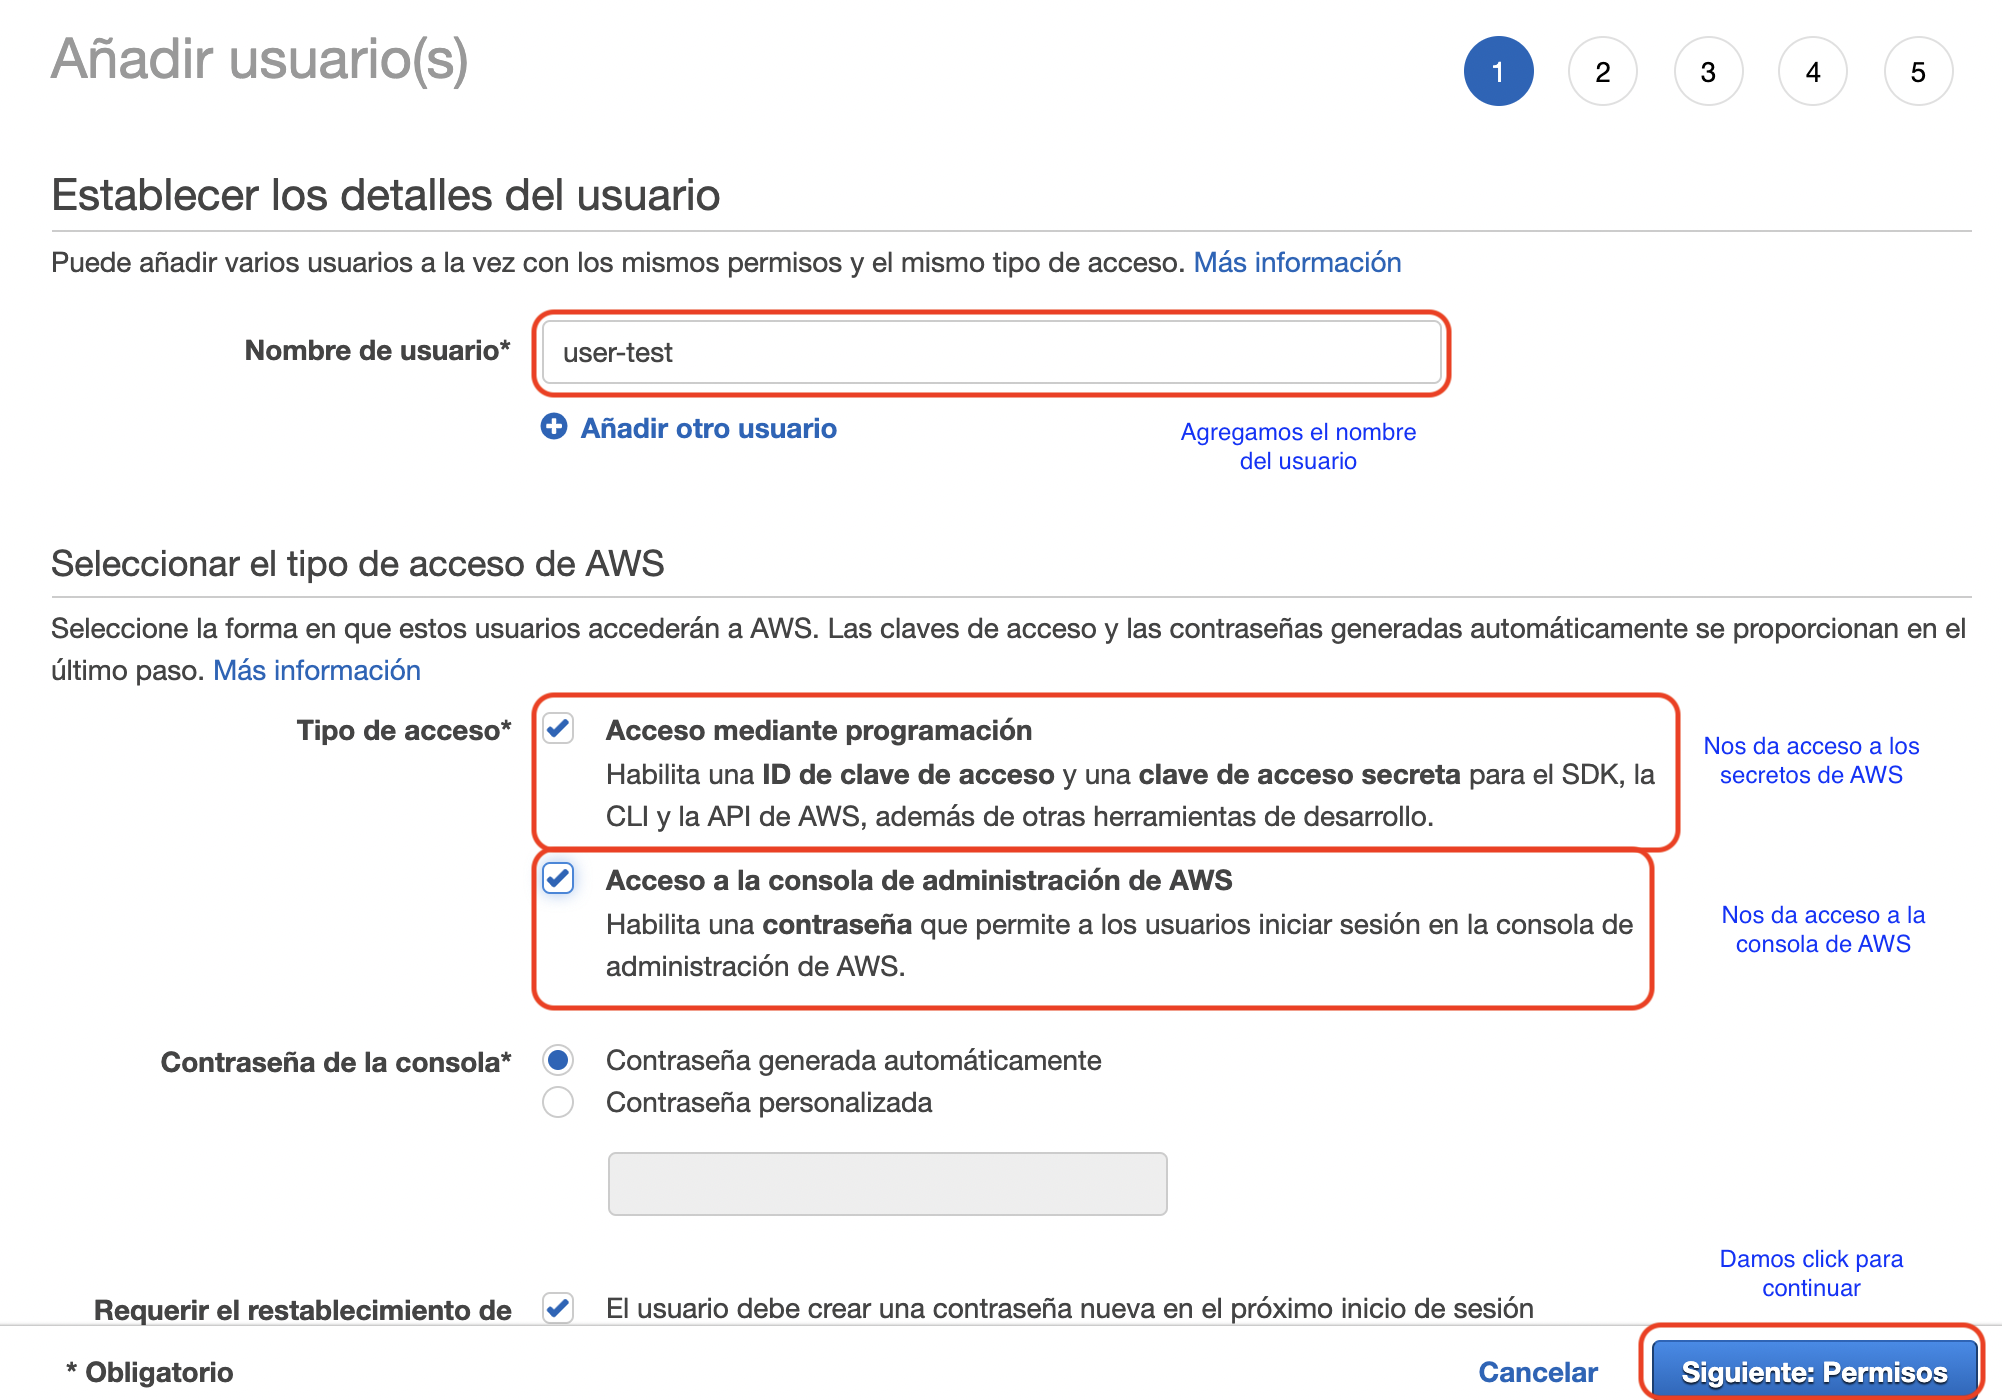 Añadir usuario(s)
1 2 3 4 5
Establecer los detalles del usuario
Puede añadir varios usuarios a la vez con los mismos permisos y el mismo tipo de acceso. Más información
Nombre de usuario*
user-test
Añadir otro usuario
Agregamos el nombre
del usuario
Seleccionar el tipo de acceso de AWS
Seleccione la forma en que estos usuarios accederán a AWS. Las claves de acceso y las contraseñas generadas automáticamente se proporcionan en el
último paso. Más información
Tipo de acceso*
Acceso mediante programación
Habilita una ID de clave de acceso y una clave de acceso secreta para el SDK, la
CLI y la API de AWS, además de otras herramientas de desarrollo.
Nos da acceso a los
secretos de AWS
Acceso a la consola de administración de AWS
Habilita una contraseña que permite a los usuarios iniciar sesión en la consola de
administración de AWS.
Nos da acceso a la
consola de AWS
Contraseña de la consola*
Contraseña generada automáticamente
Contraseña personalizada
Damos click para
continuar
Requerir el restablecimiento de
El usuario debe crear una contraseña nueva en el próximo inicio de sesión
* Obligatorio
Cancelar
Siguiente: Permisos